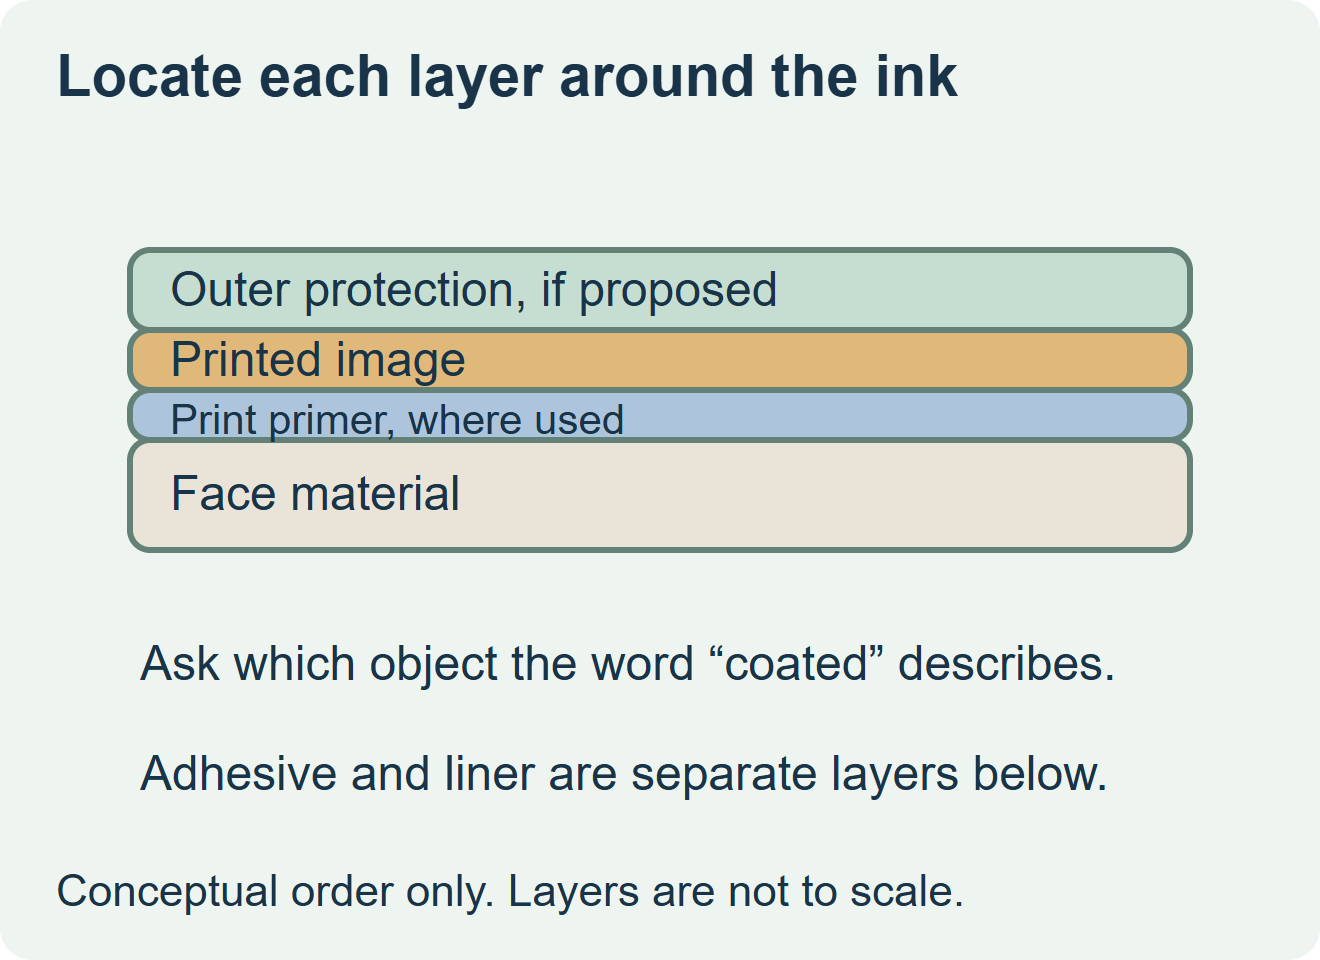 Locate each layer around the ink
Outer protection, if proposed
Printed image
Print primer, where used
Face material
Ask which object the word “coated” describes.
Adhesive and liner are separate layers below.
Conceptual order only. Layers are not to scale.